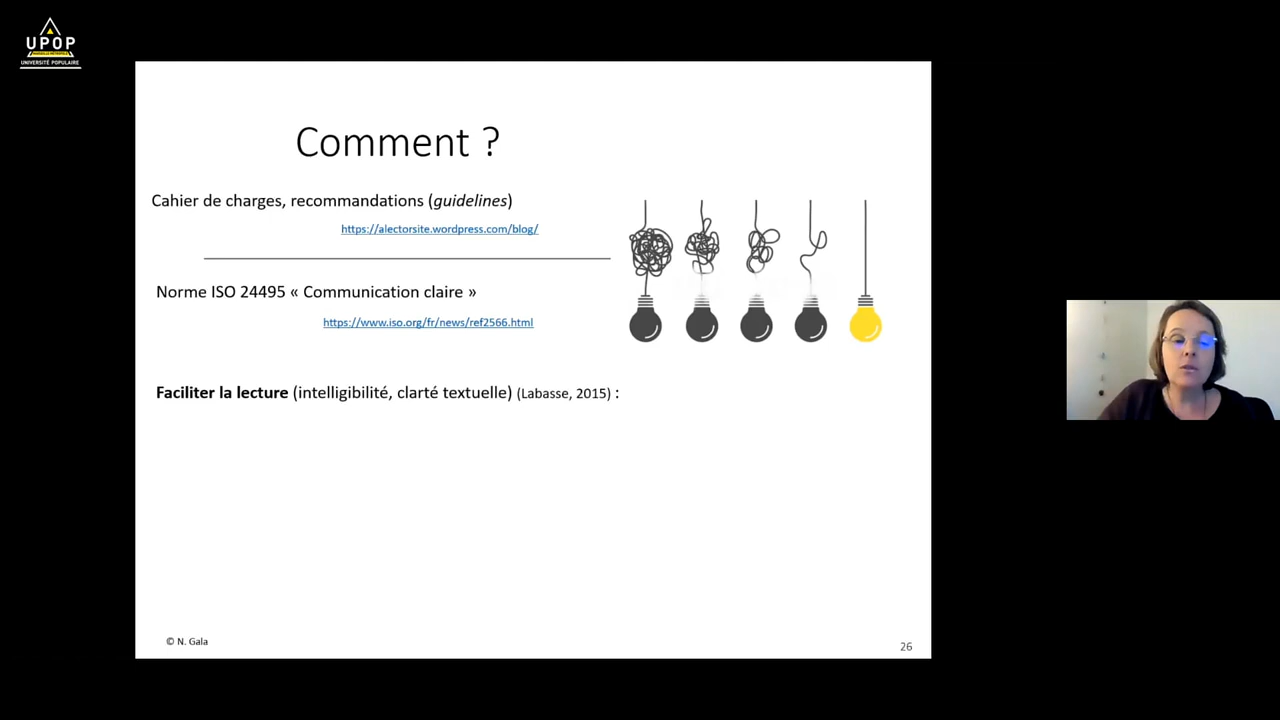 UPOP
UNIVERSITÉ POPULAIRE
Comment ?
Cahier de charges, recommandations (guidelines)
https://alectorsite.wordpress.com/blog/
Norme ISO 24495 « Communication claire »
https://www.iso.org/fr/news/ref2566.html
Faciliter la lecture (intelligibilité, clarté textuelle) (Labasse, 2015) :
© N. Gala
26